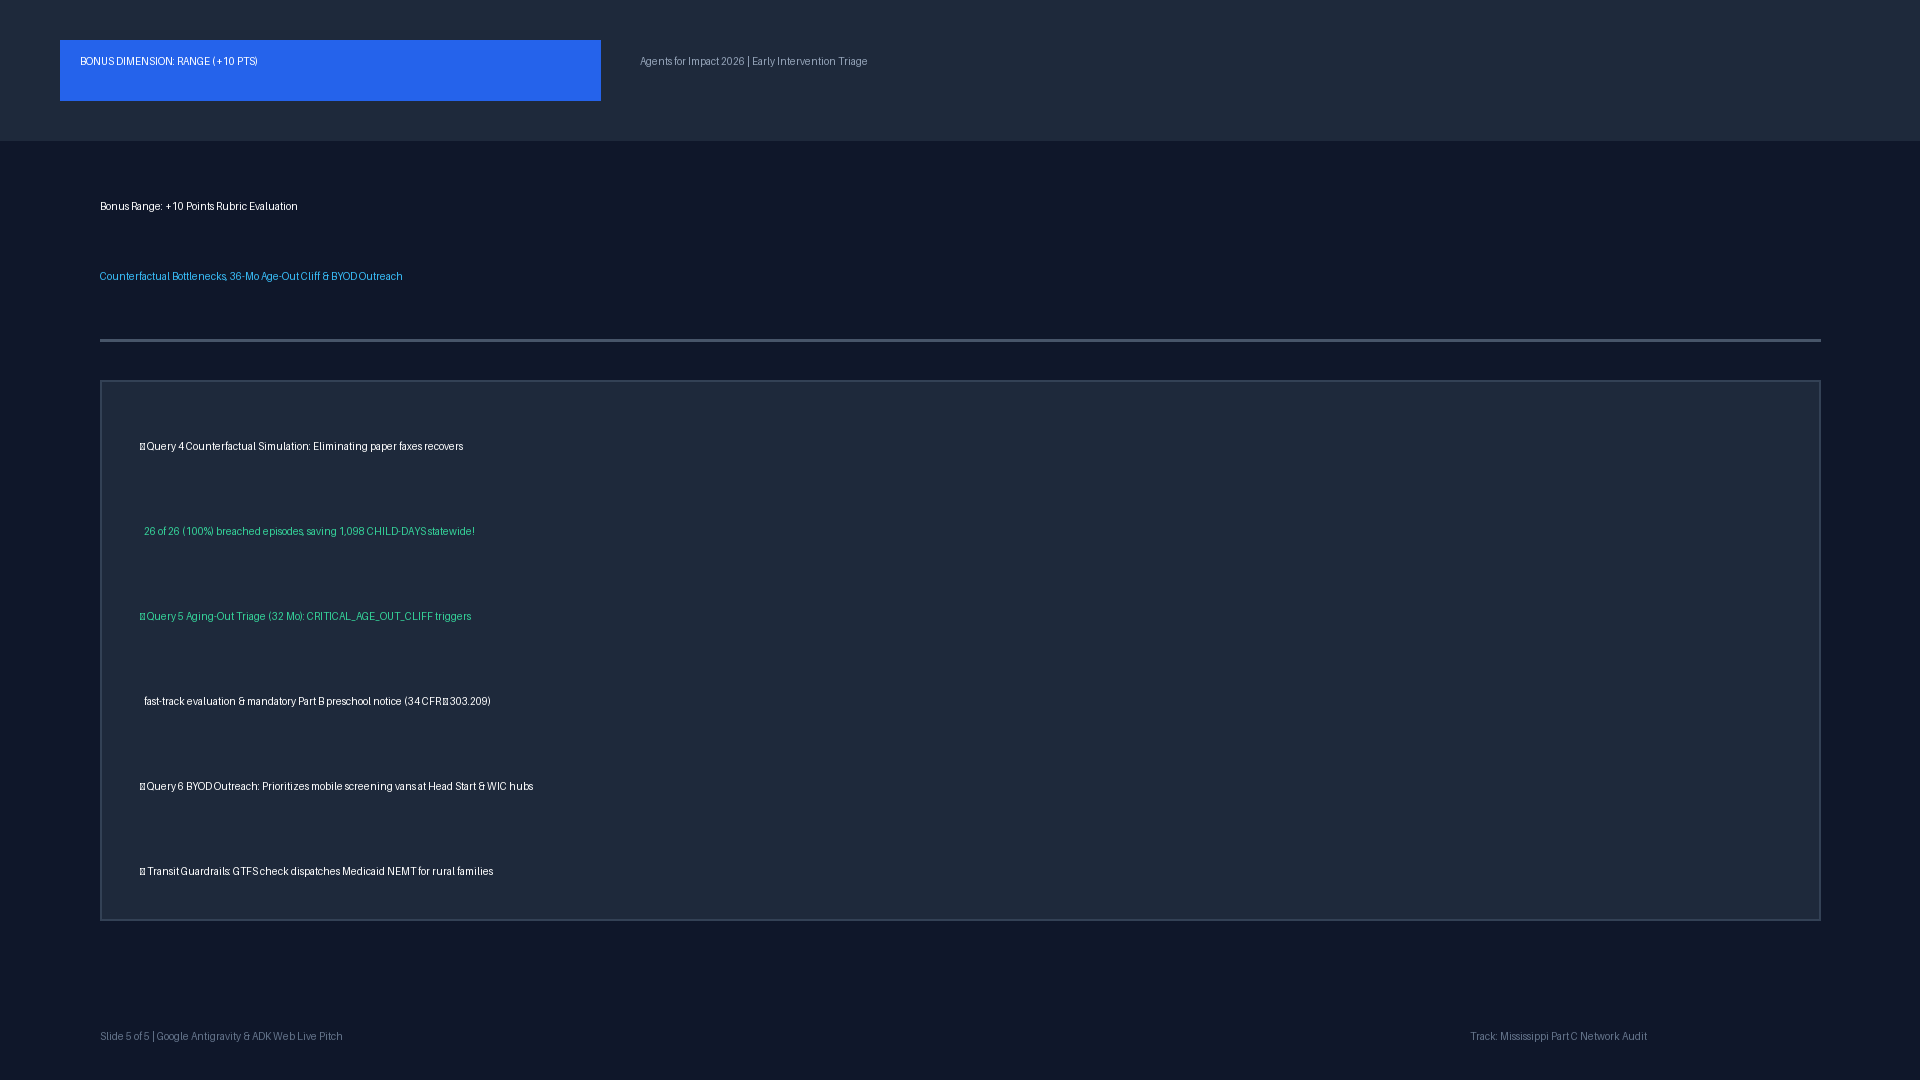 BONUS DIMENSION: RANGE (+10 PTS)
Agents for Impact 2026 | Early Intervention Triage
Bonus Range: +10 Points Rubric Evaluation
Counterfactual Bottlenecks, 36-Mo Age-Out Cliff & BYOD Outreach
Query 4 Counterfactual Simulation: Eliminating paper faxes recovers
26 of 26 (100%) breached episodes, saving 1,098 CHILD-DAYS statewide!
Query 5 Aging-Out Triage (32 Mo): CRITICAL_AGE_OUT_CLIFF triggers
fast-track evaluation & mandatory Part B preschool notice (34 CFR 303.209)
Query 6 BYOD Outreach: Prioritizes mobile screening vans at Head Start & WIC hubs
Transit Guardrails: GTFS check dispatches Medicaid NEMT for rural families
Slide 5 of 5 | Google Antigravity & ADK Web Live Pitch
Track: Mississippi Part C Network Audit